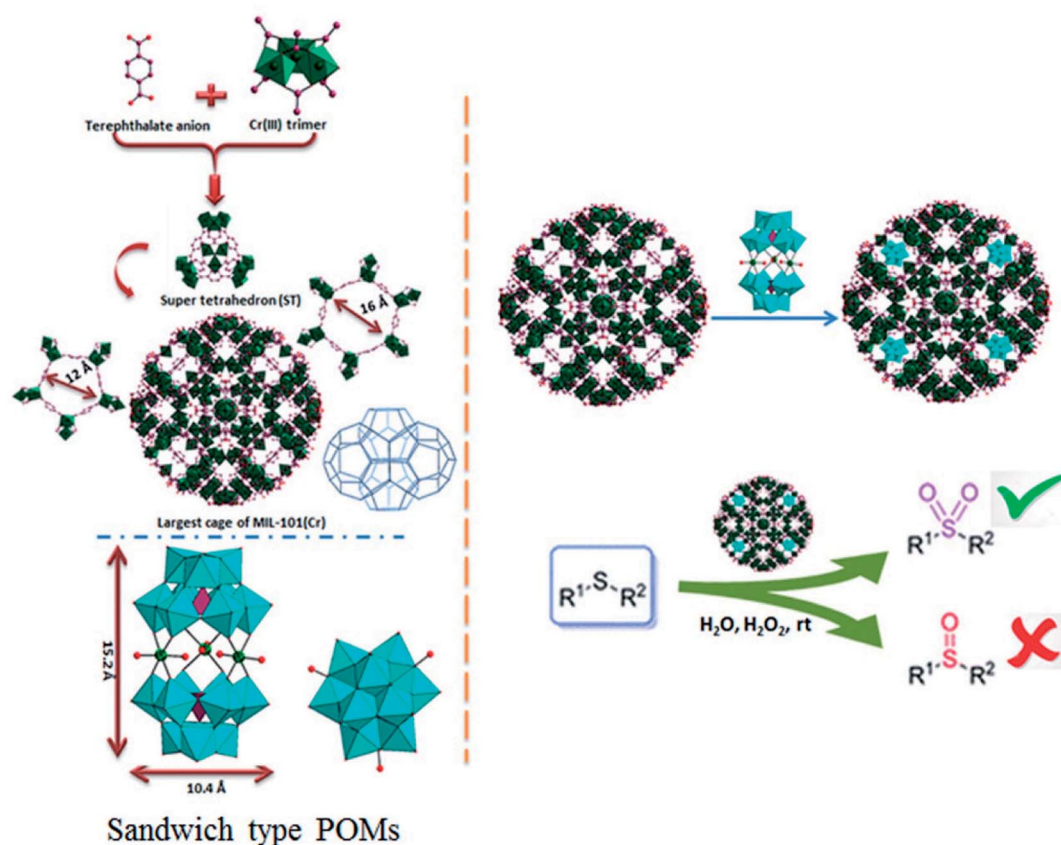 Terephthalate anion
Cr(III) trimer
Super tetrahedron (ST)
12 Å
16 Å
Largest cage of MIL-101(Cr)
15.2 Å
10.4 Å
Sandwich type POMs
R¹ S R²
H₂O, H₂O₂, rt
O O
R¹ S R²
O
R¹ S R²